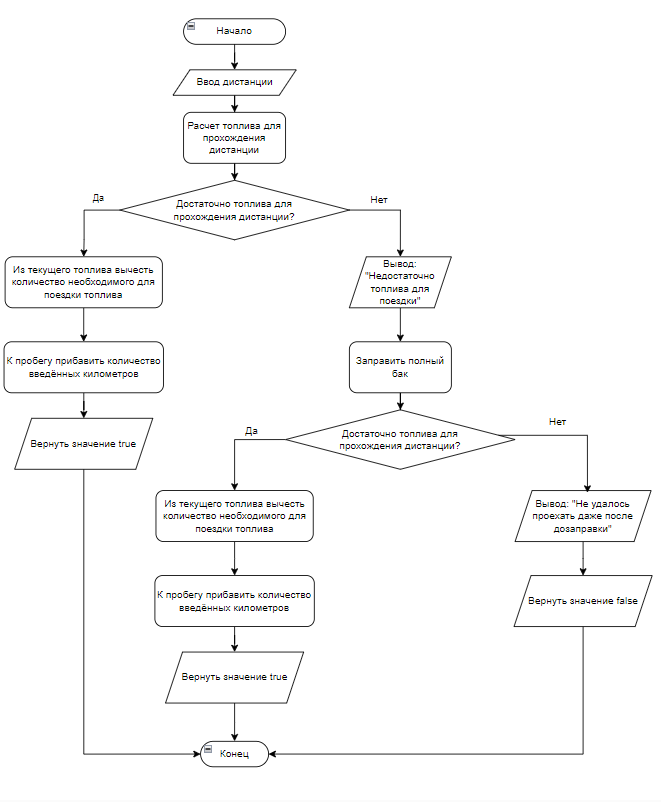 Начало
Ввод дистанции
Расчет топлива для
прохождения
дистанции
Достаточно топлива для
прохождения дистанции?
Да
Нет
Из текущего топлива вычесть
количество необходимого для
поездки топлива
Вывод:
"Недостаточно
топлива для
поездки"
К пробегу прибавить количество
введённых километров
Заправить полный
бак
Вернуть значение true
Достаточно топлива для
прохождения дистанции?
Да
Нет
Из текущего топлива вычесть
количество необходимого для
поездки топлива
Вывод: "Не удалось
проехать даже после
дозаправки"
К пробегу прибавить количество
введённых километров
Вернуть значение false
Вернуть значение true
Конец